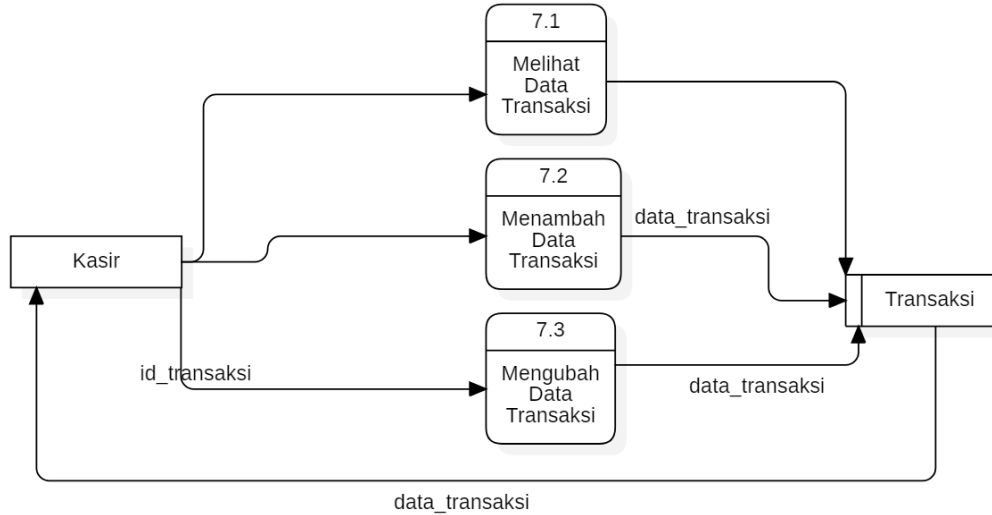 7.1
Melihat
Data
Transaksi
7.2
Menambah
Data
Transaksi
data_transaksi
Kasir
Transaksi
7.3
Mengubah
Data
Transaksi
id_transaksi
data_transaksi
data_transaksi